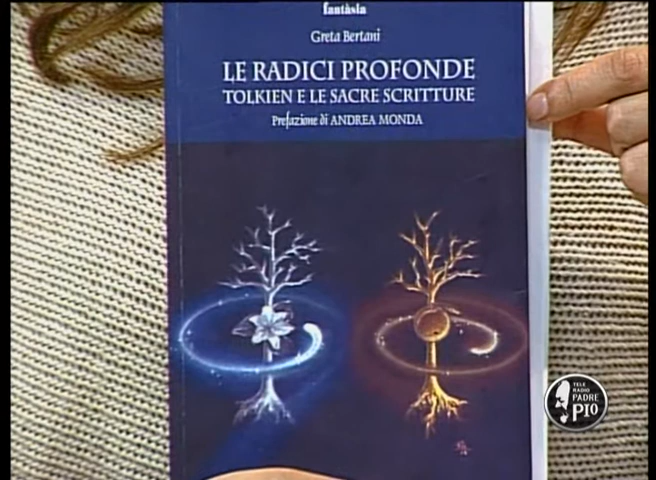 fantàsia
Greta Bertani
LE RADICI PROFONDE
TOLKIEN E LE SACRE SCRITTURE
Prefazione di ANDREA MONDA
TELE
RADIO
PADRE
PIO